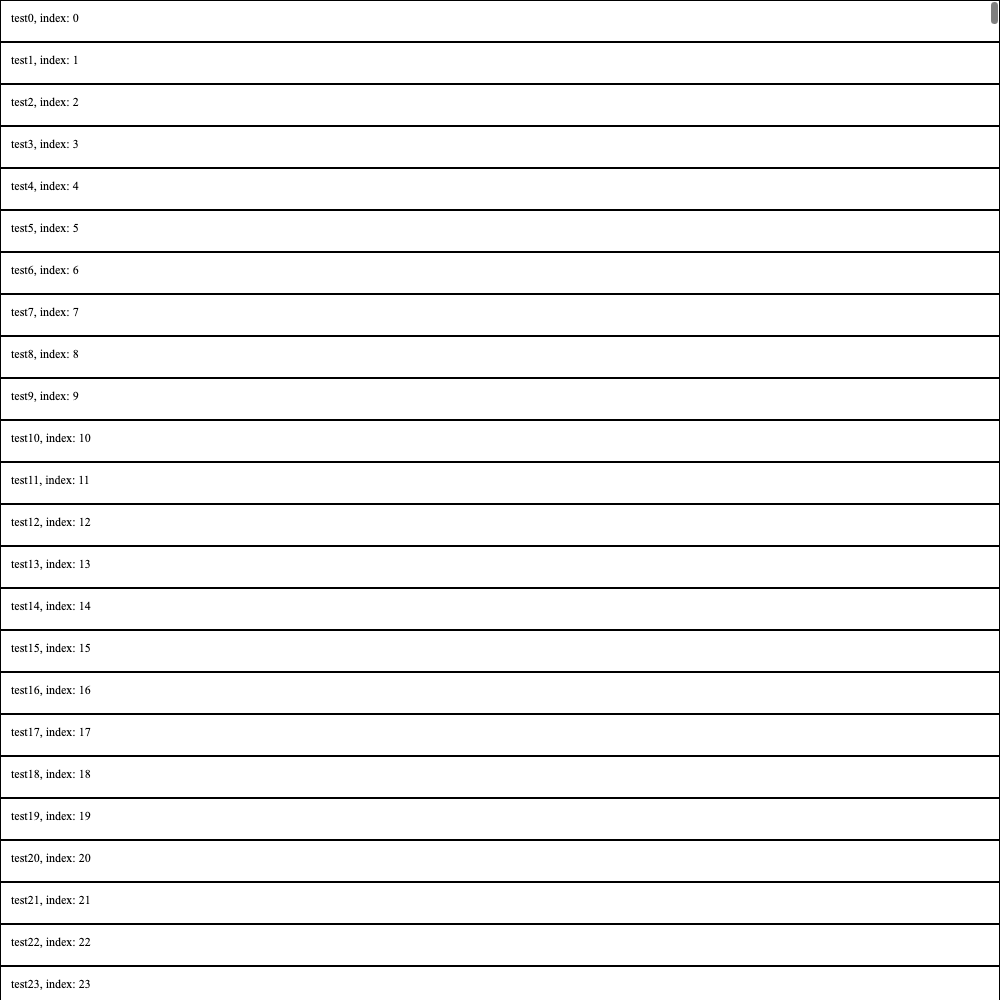 test0, index: 0
test1, index: 1
test2, index: 2
test3, index: 3
test4, index: 4
test5, index: 5
test6, index: 6
test7, index: 7
test8, index: 8
test9, index: 9
test10, index: 10
test11, index: 11
test12, index: 12
test13, index: 13
test14, index: 14
test15, index: 15
test16, index: 16
test17, index: 17
test18, index: 18
test19, index: 19
test20, index: 20
test21, index: 21
test22, index: 22
test23, index: 23